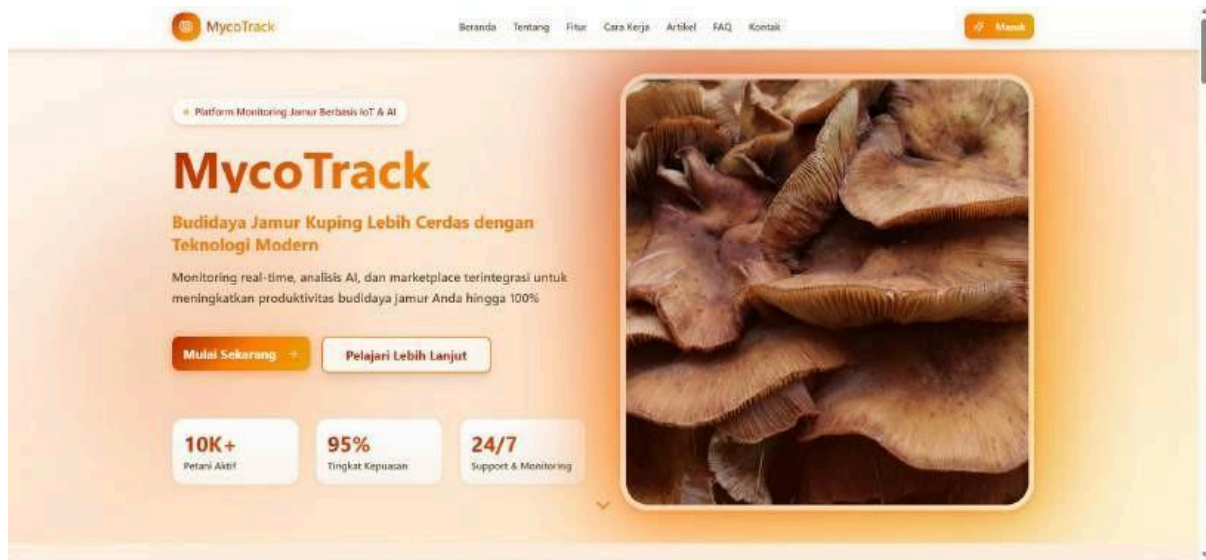 MycoTrack
Beranda Tentang Fitur Cara Kerja Artikel FAQ Kontak
Masuk
Platform Monitoring Jamur Berbasis IoT & AI
MycoTrack
Budidaya Jamur Kuping Lebih Cerdas dengan
Teknologi Modern
Monitoring real-time, analisis AI, dan marketplace terintegrasi untuk
meningkatkan produktivitas budidaya jamur Anda hingga 100%
Mulai Sekarang →
Pelajari Lebih Lanjut
10K+
Petani Aktif
95%
Tingkat Kepuasan
24/7
Support & Monitoring